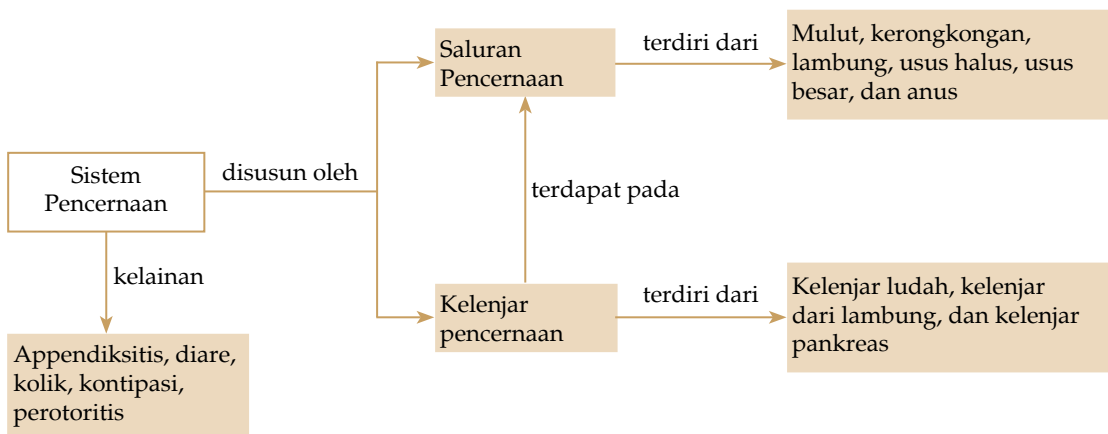 Saluran
Pencernaan
terdiri dari
Mulut, kerongkongan,
lambung, usus halus, usus
besar, dan anus
Sistem
Pencernaan
disusun oleh
terdapat pada
kelainan
Kelenjar
pencernaan
terdiri dari
Kelenjar ludah, kelenjar
dari lambung, dan kelenjar
pankreas
Appendiksitis, diare,
kolik, kontipasi,
perotoritis